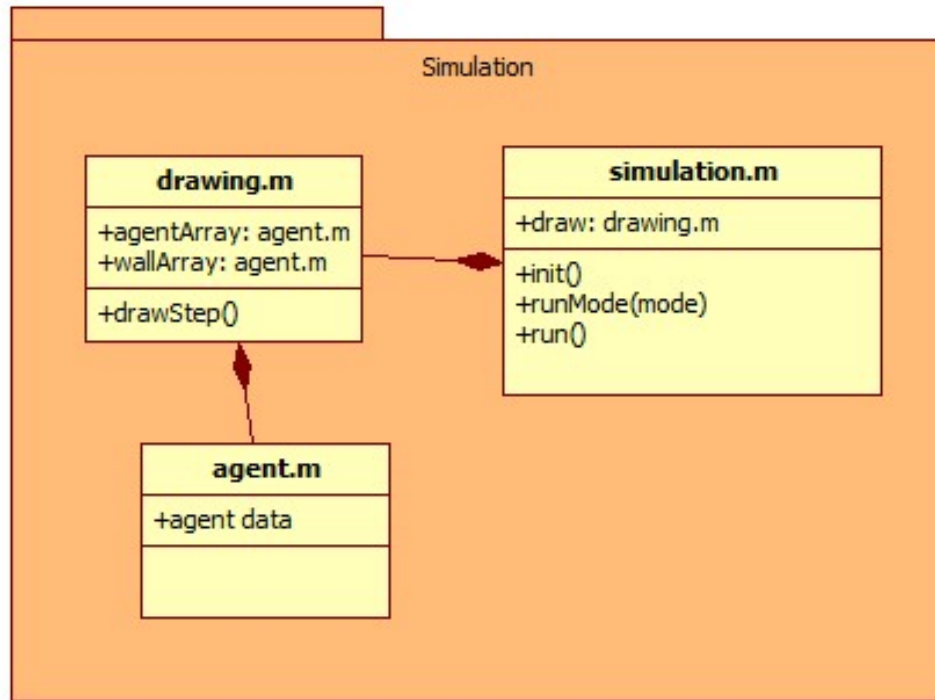 Simulation
drawing.m
+agentArray: agent.m
+wallArray: agent.m
+drawStep()
simulation.m
+draw: drawing.m
+init()
+runMode(mode)
+run()
agent.m
+agent data